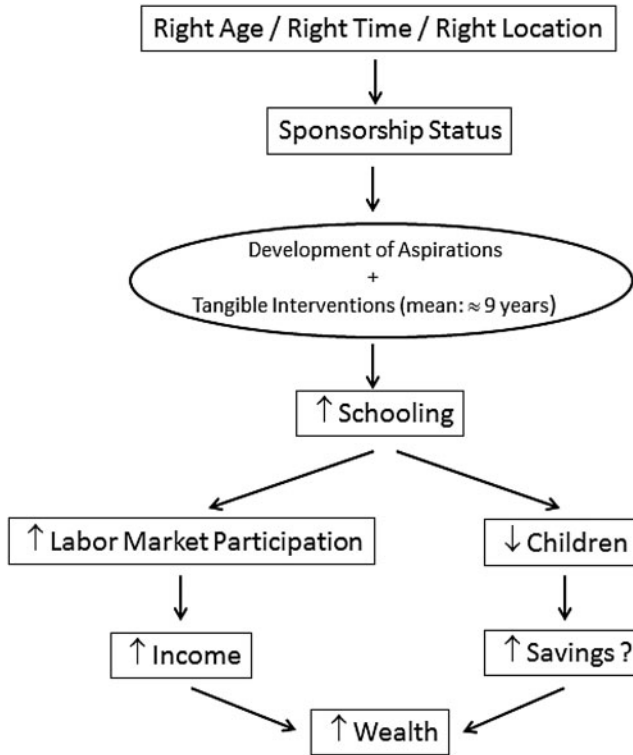 Right Age / Right Time / Right Location
Sponsorship Status
Development of Aspirations
+
Tangible Interventions (mean: ≈ 9 years)
↑ Schooling
↑ Labor Market Participation
↓ Children
↑ Income
↑ Savings ?
↑ Wealth